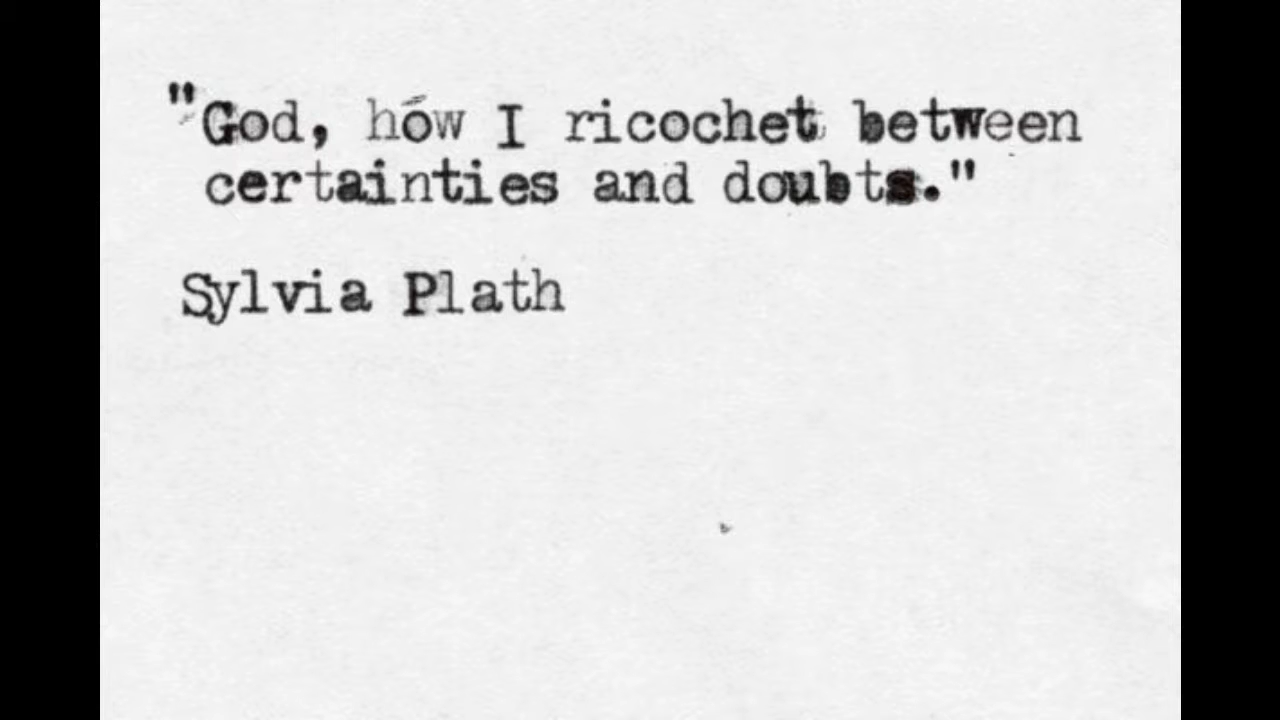 "God, how I ricochet between
certainties and doubts."
Sylvia Plath